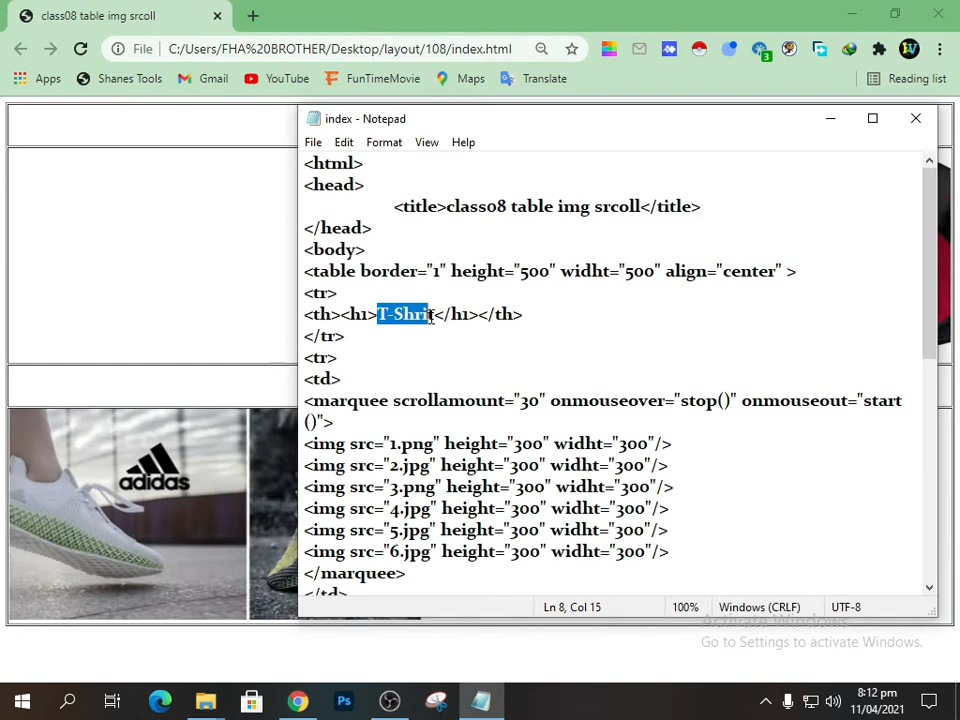 class08 table img srcoll
File C:/Users/FHA%20BROTHER/Desktop/layout/108/index.html
3
Apps Shanes Tools Gmail YouTube FunTimeMovie Maps Translate Reading list
index - Notepad
File Edit Format View Help
<html>
<head>
<title>class08 table img srcoll</title>
</head>
<body>
<table border="1" height="500" widht="500" align="center" >
<tr>
<th><h1>T-Shrit</h1></th>
</tr>
<tr>
<td>
<marquee scrollamount="30" onmouseover="stop()" onmouseout="start
()">
<img src="1.png" height="300" widht="300"/>
<img src="2.jpg" height="300" widht="300"/>
<img src="3.png" height="300" widht="300"/>
<img src="4.jpg" height="300" widht="300"/>
<img src="5.jpg" height="300" widht="300"/>
<img src="6.jpg" height="300" widht="300"/>
</marquee>
</td>
adidas
Ln 8, Col 15 100% Windows (CRLF) UTF-8
Activate Windows
Go to Settings to activate Windows.
Ps
8:12 pm
11/04/2021